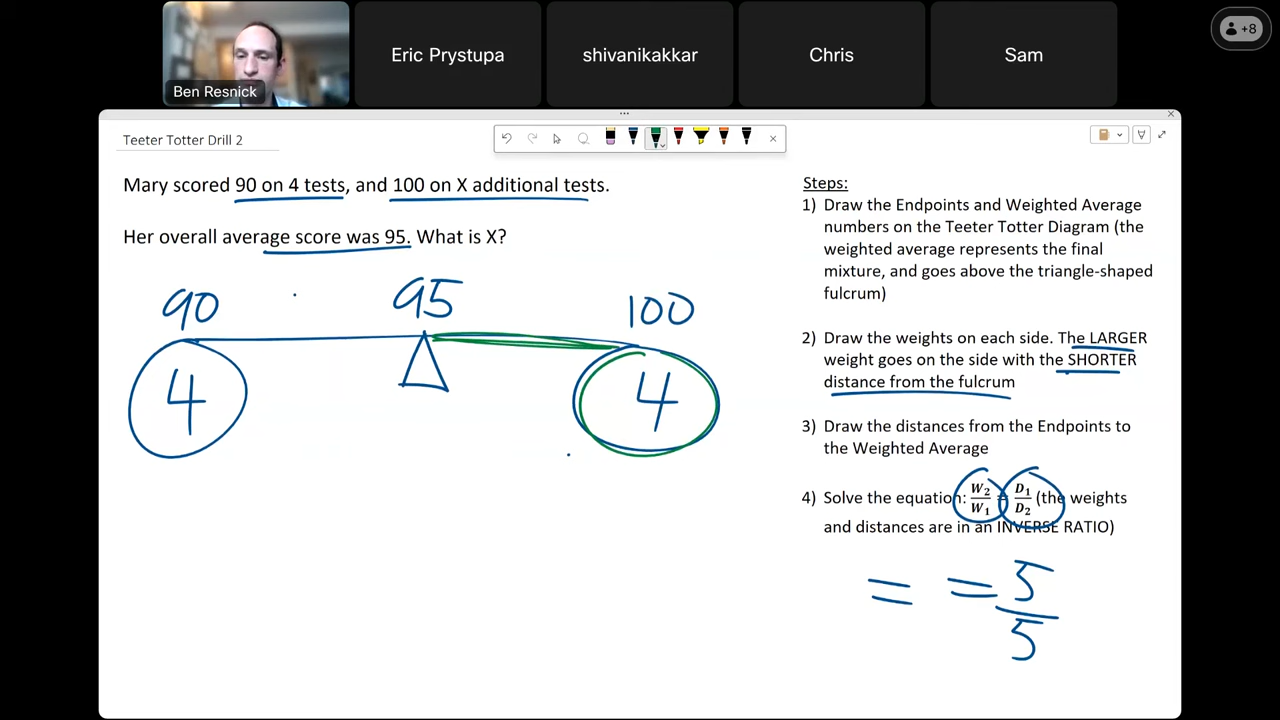 Ben Resnick
Eric Prystupa
shivanikakkar
Chris
Sam
+8
Teeter Totter Drill 2
Mary scored 90 on 4 tests, and 100 on X additional tests.
Her overall average score was 95. What is X?
90 95 100
4 4
Steps:
1) Draw the Endpoints and Weighted Average
numbers on the Teeter Totter Diagram (the
weighted average represents the final
mixture, and goes above the triangle-shaped
fulcrum)
2) Draw the weights on each side. The LARGER
weight goes on the side with the SHORTER
distance from the fulcrum
3) Draw the distances from the Endpoints to
the Weighted Average
4) Solve the equation: W₂/W₁ = D₁/D₂ (the weights
and distances are in an INVERSE RATIO)
= = 5/5